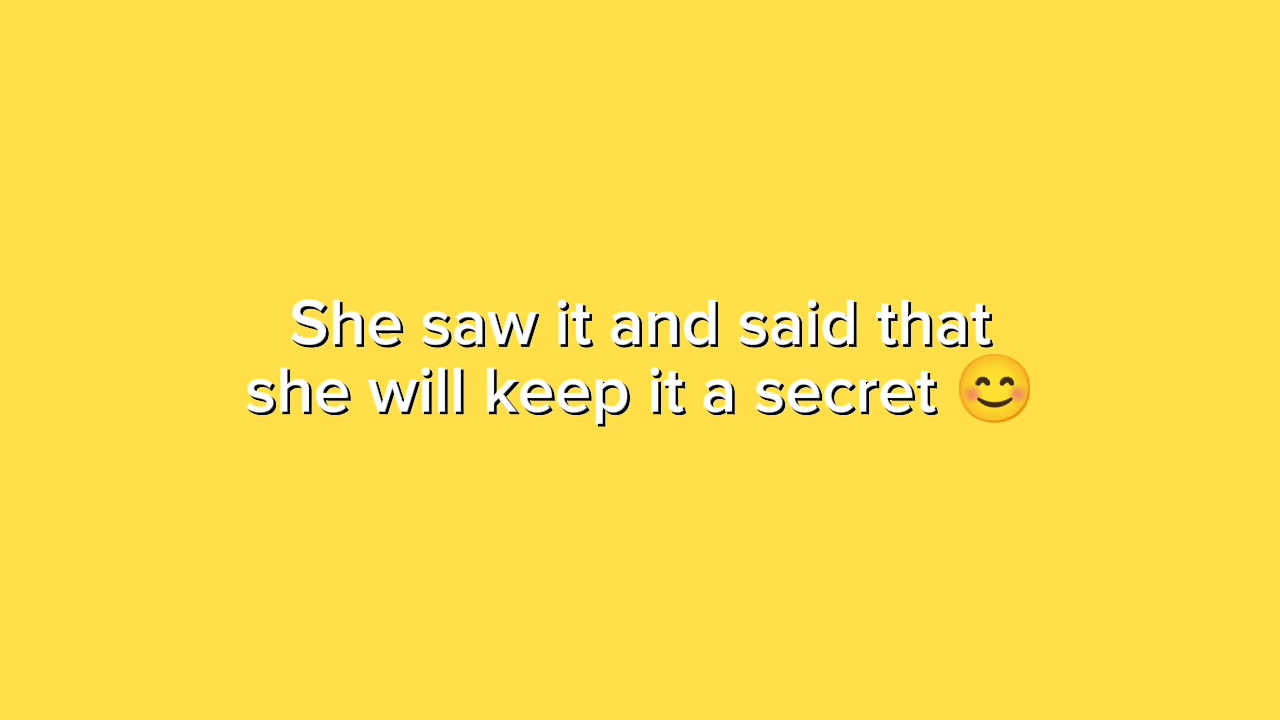 She saw it and said that
she will keep it a secret 😊